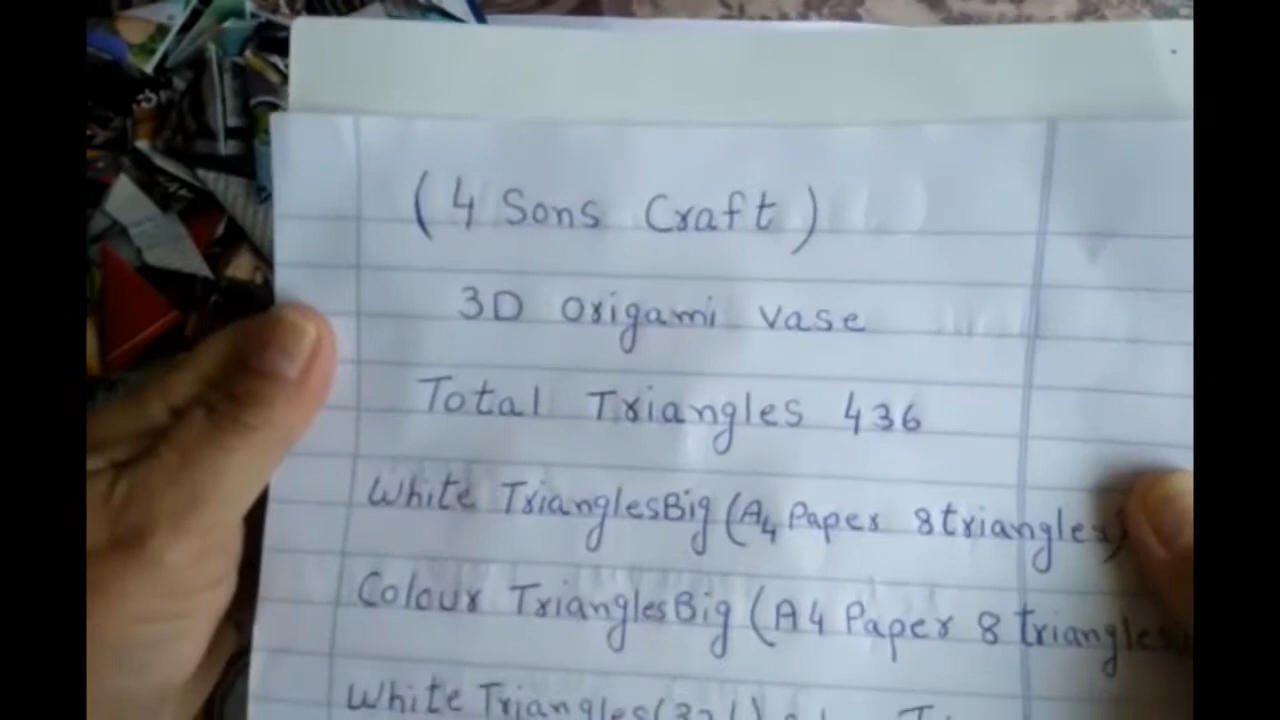 (4 Sons Craft)
3D Origami vase
Total Triangles 436
White TrianglesBig (A4 Paper 8triangles)
Colour TrianglesBig (A4 Paper 8 triangles
White Triangles